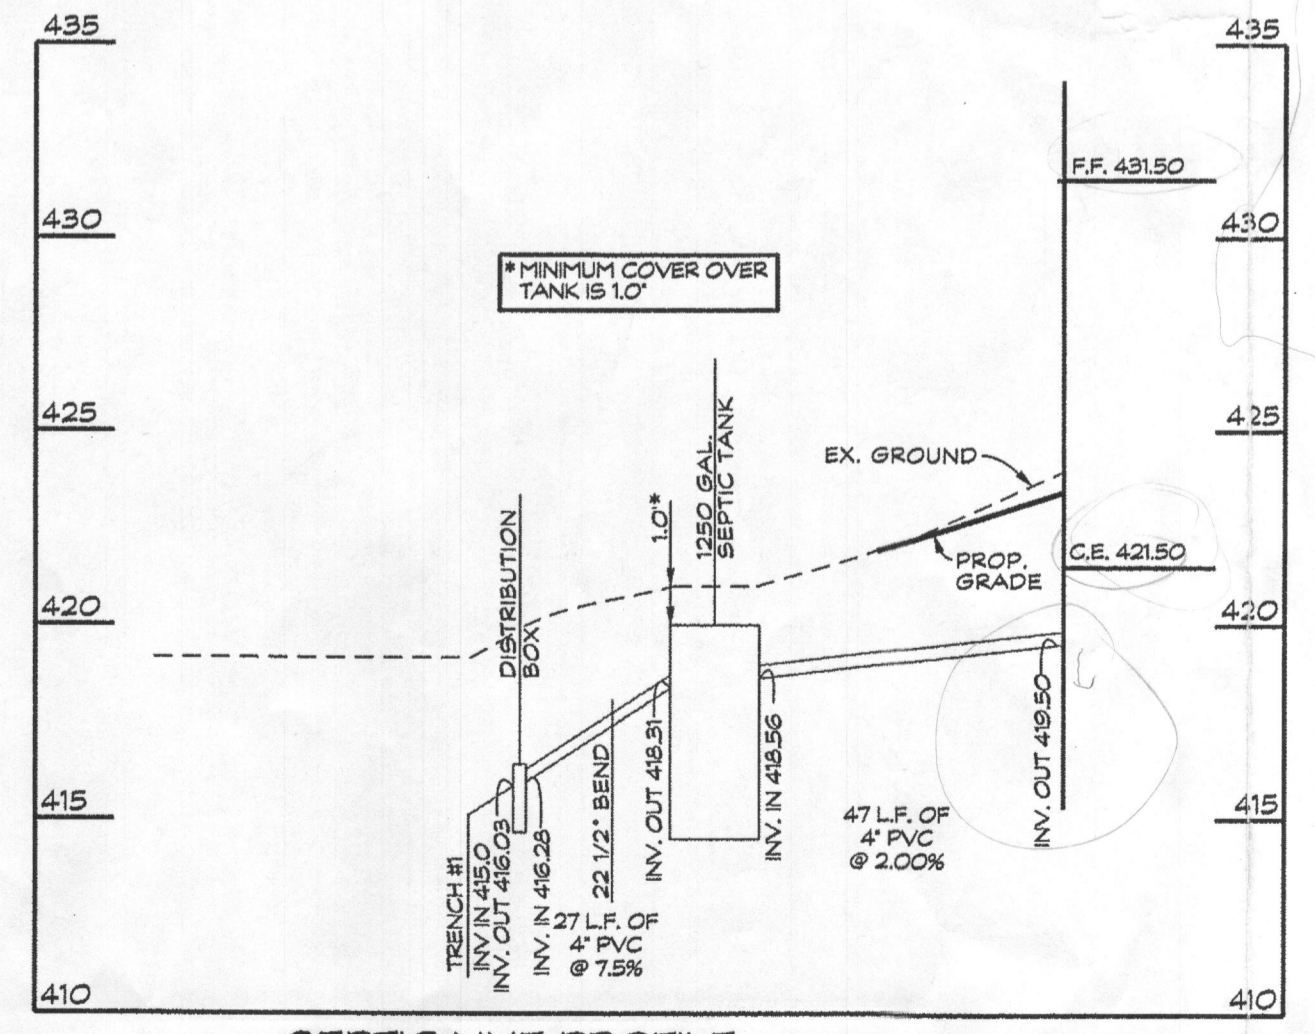 435
435
F.F. 431.50
430
430
* MINIMUM COVER OVER
TANK IS 1.0'
425
425
EX. GROUND
1250 GAL.
SEPTIC TANK
1.0'*
DISTRIBUTION
BOX
PROP.
GRADE
C.E. 421.50
420
420
415
415
TRENCH #1
INV IN 415.0
INV. OUT 416.03
INV. IN 416.28
22 1/2° BEND
INV. OUT 418.31
INV. IN 418.56
INV. OUT 419.50
47 L.F. OF
4" PVC
@ 2.00%
27 L.F. OF
4" PVC
@ 7.5%
410
410